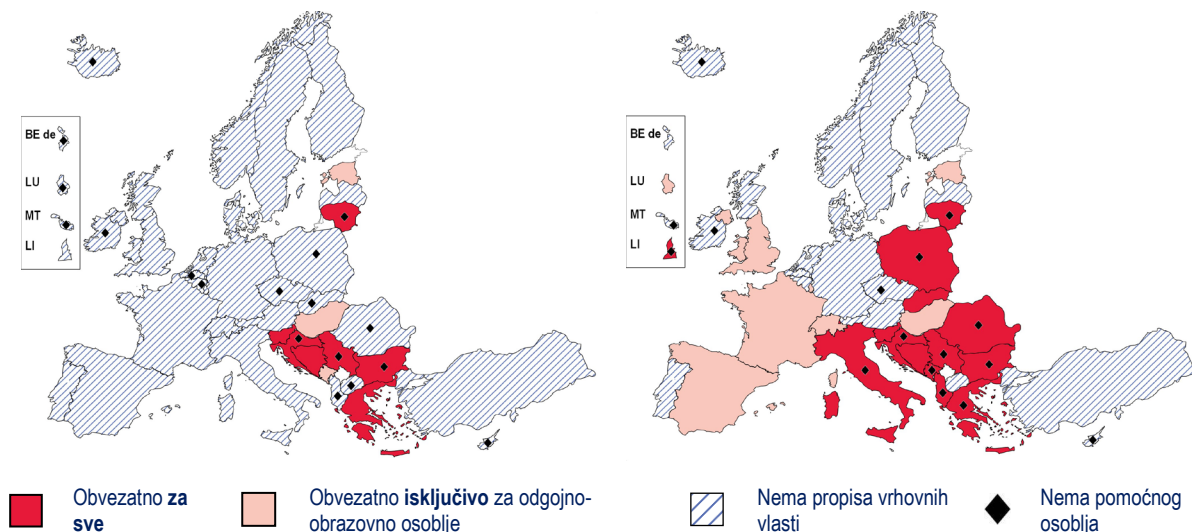 BE de
LU
MT
LI
BE de
LU
MT
LI
Obvezatno za
sve
Obvezatno isključivo za odgojno-
obrazovno osoblje
Nema propisa vrhovnih
vlasti
Nema pomoćnog
osoblja